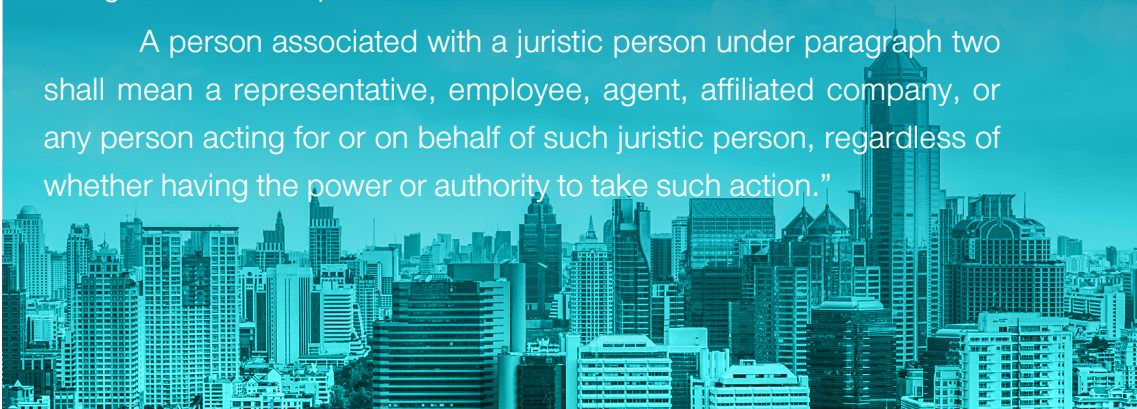 A person associated with a juristic person under paragraph two
shall mean a representative, employee, agent, affiliated company, or
any person acting for or on behalf of such juristic person, regardless of
whether having the power or authority to take such action.”